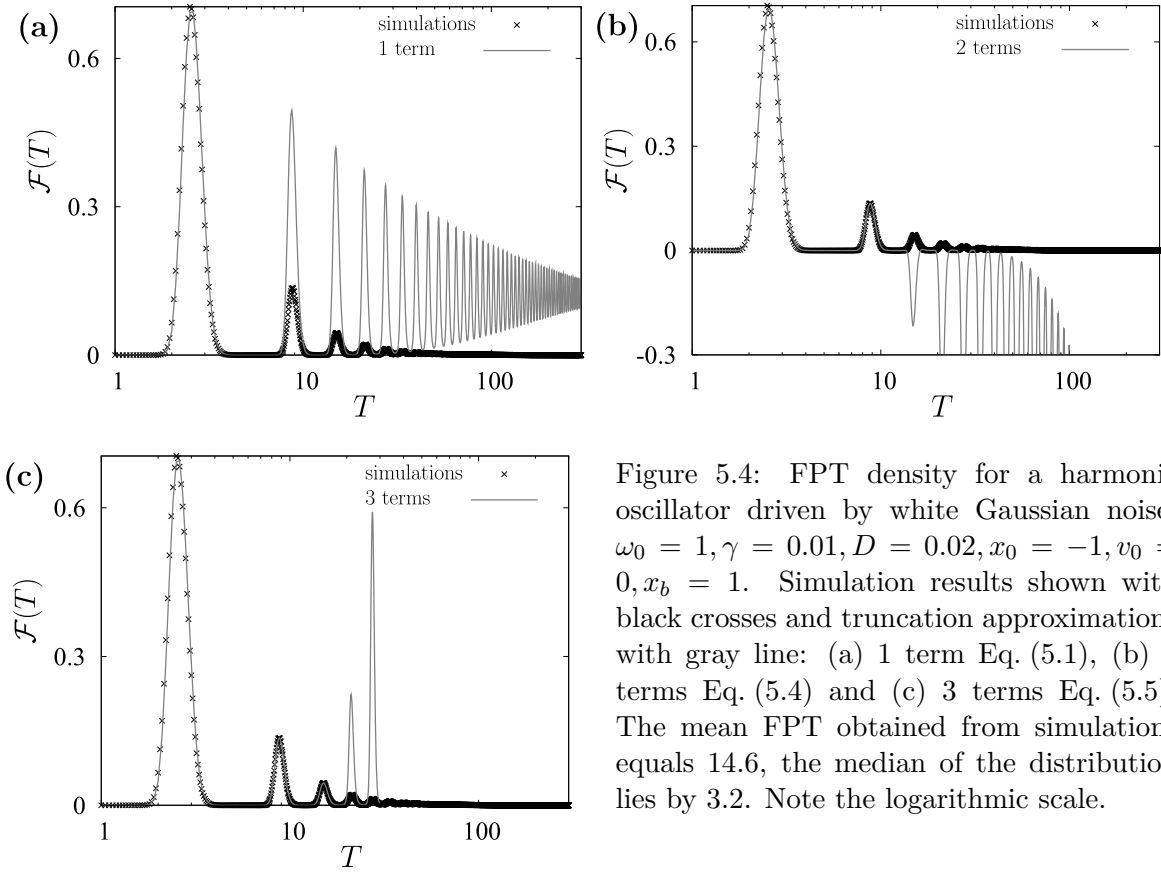 (a)
simulations ×
1 term
0.6
0.3
0
F(T)
1 10 100
T
(b)
simulations ×
2 terms
0.6
0.3
0
-0.3
F(T)
1 10 100
T
(c)
simulations ×
3 terms
0.6
0.3
0
F(T)
1 10 100
T
Figure 5.4: FPT density for a harmoni
oscillator driven by white Gaussian noise
ω0 = 1, γ = 0.01, D = 0.02, x0 = −1, v0 =
0, xb = 1. Simulation results shown wit
black crosses and truncation approximation
with gray line: (a) 1 term Eq. (5.1), (b)
terms Eq. (5.4) and (c) 3 terms Eq. (5.5)
The mean FPT obtained from simulation
equals 14.6, the median of the distributio
lies by 3.2. Note the logarithmic scale.